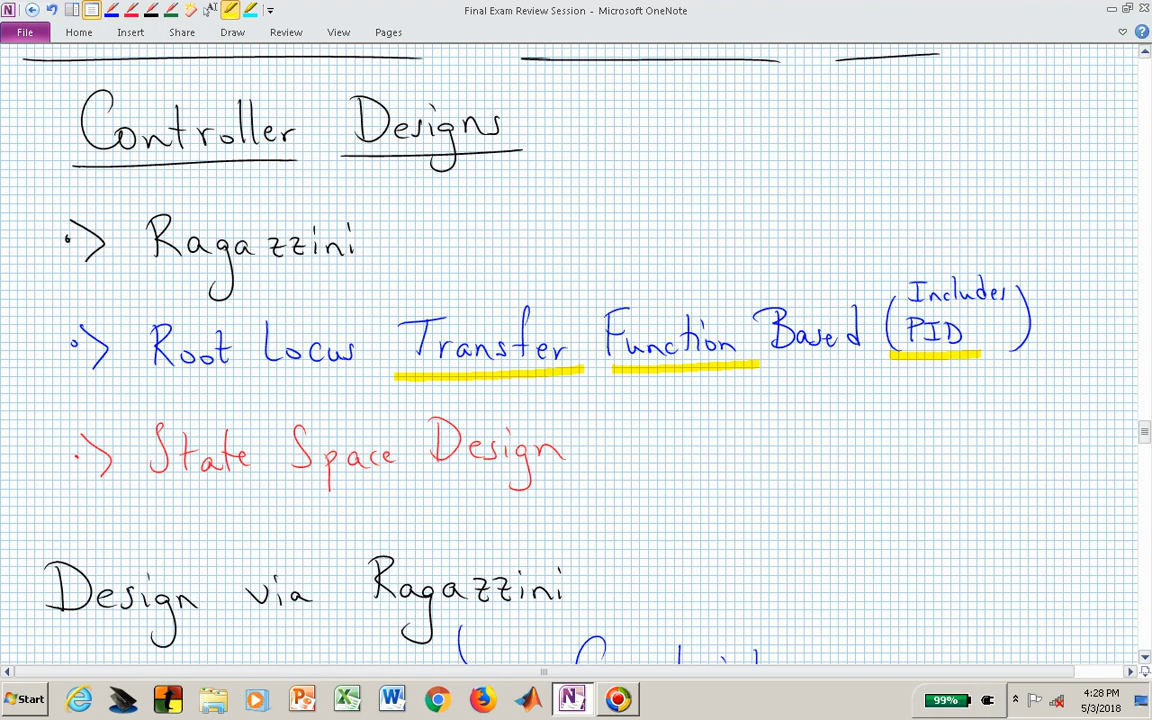 Final Exam Review Session - Microsoft OneNote
File Home Insert Share Draw Review View Pages
Controller Designs
·> Ragazzini
·> Root Locus Transfer Function Based (Includes PID)
·> State Space Design
Design via Ragazzini
Start
99%
4:28 PM
5/3/2018